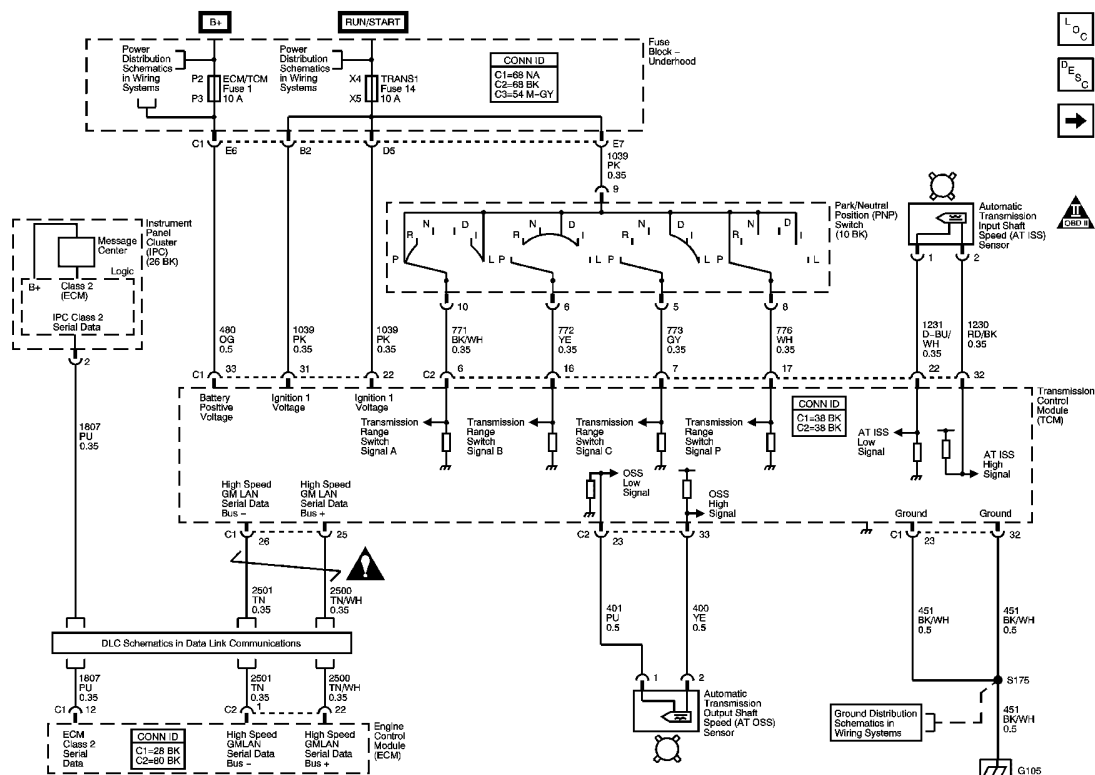 B+
RUN/START
L
O
C
Power
Distribution
Schematics
in Wiring
Systems
P2
P3
ECM/TCM
Fuse 1
10 A
Power
Distribution
Schematics
in Wiring
Systems
X4
X5
TRANS1
Fuse 14
10 A
CONN ID
C1=68 NA
C2=68 BK
C3=54 M-GY
Fuse
Block –
Underhood
D
E
S
C
C1
E6
B2
D5
E7
1039
PK
0.35
9
Park/Neutral
Position (PNP)
Switch
(10 BK)
P R N I D I L
P R N I D I L
P R N I D I L
P R N I D I L
10
6
5
8
Automatic
Transmission
Input Shaft
Speed (AT ISS)
Sensor
1
2
II
OBD II
Instrument
Panel
Cluster
(IPC)
(26 BK)
Message
Center
Logic
B+
Class 2
(ECM)
IPC Class 2
Serial Data
2
480
OG
0.5
1039
PK
0.35
1039
PK
0.35
771
BK/WH
0.35
772
YE
0.35
773
GY
0.35
776
WH
0.35
1231
D-BU/
WH
0.35
1230
RD/BK
0.35
C1
33
31
22
C2
6
16
7
17
22
32
Battery
Positive
Voltage
Ignition 1
Voltage
Ignition 1
Voltage
Transmission
Range
Switch
Signal A
Transmission
Range
Switch
Signal B
Transmission
Range
Switch
Signal C
Transmission
Range
Switch
Signal P
CONN ID
C1=38 BK
C2=38 BK
AT ISS
Low
Signal
AT ISS
High
Signal
Transmission
Control
Module
(TCM)
1807
PU
0.35
High Speed
GM LAN
Serial Data
Bus –
High Speed
GM LAN
Serial Data
Bus +
OSS
Low
Signal
OSS
High
Signal
Ground
Ground
C1
26
25
C2
23
33
C1
23
32
2501
TN
0.35
2500
TN/WH
0.35
401
PU
0.5
400
YE
0.5
451
BK/WH
0.5
451
BK/WH
0.5
DLC Schematics in Data Link Communications
1807
PU
0.35
2501
TN
0.35
2500
TN/WH
0.35
C1
12
C2
1
22
ECM
Class 2
Serial
Data
CONN ID
C1=28 BK
C2=80 BK
High Speed
GMLAN
Serial Data
Bus –
High Speed
GMLAN
Serial Data
Bus +
Engine
Control
Module
(ECM)
1
2
Automatic
Transmission
Output Shaft
Speed (AT OSS)
Sensor
S175
Ground Distribution
Schematics in
Wiring Systems
451
BK/WH
0.5
G105